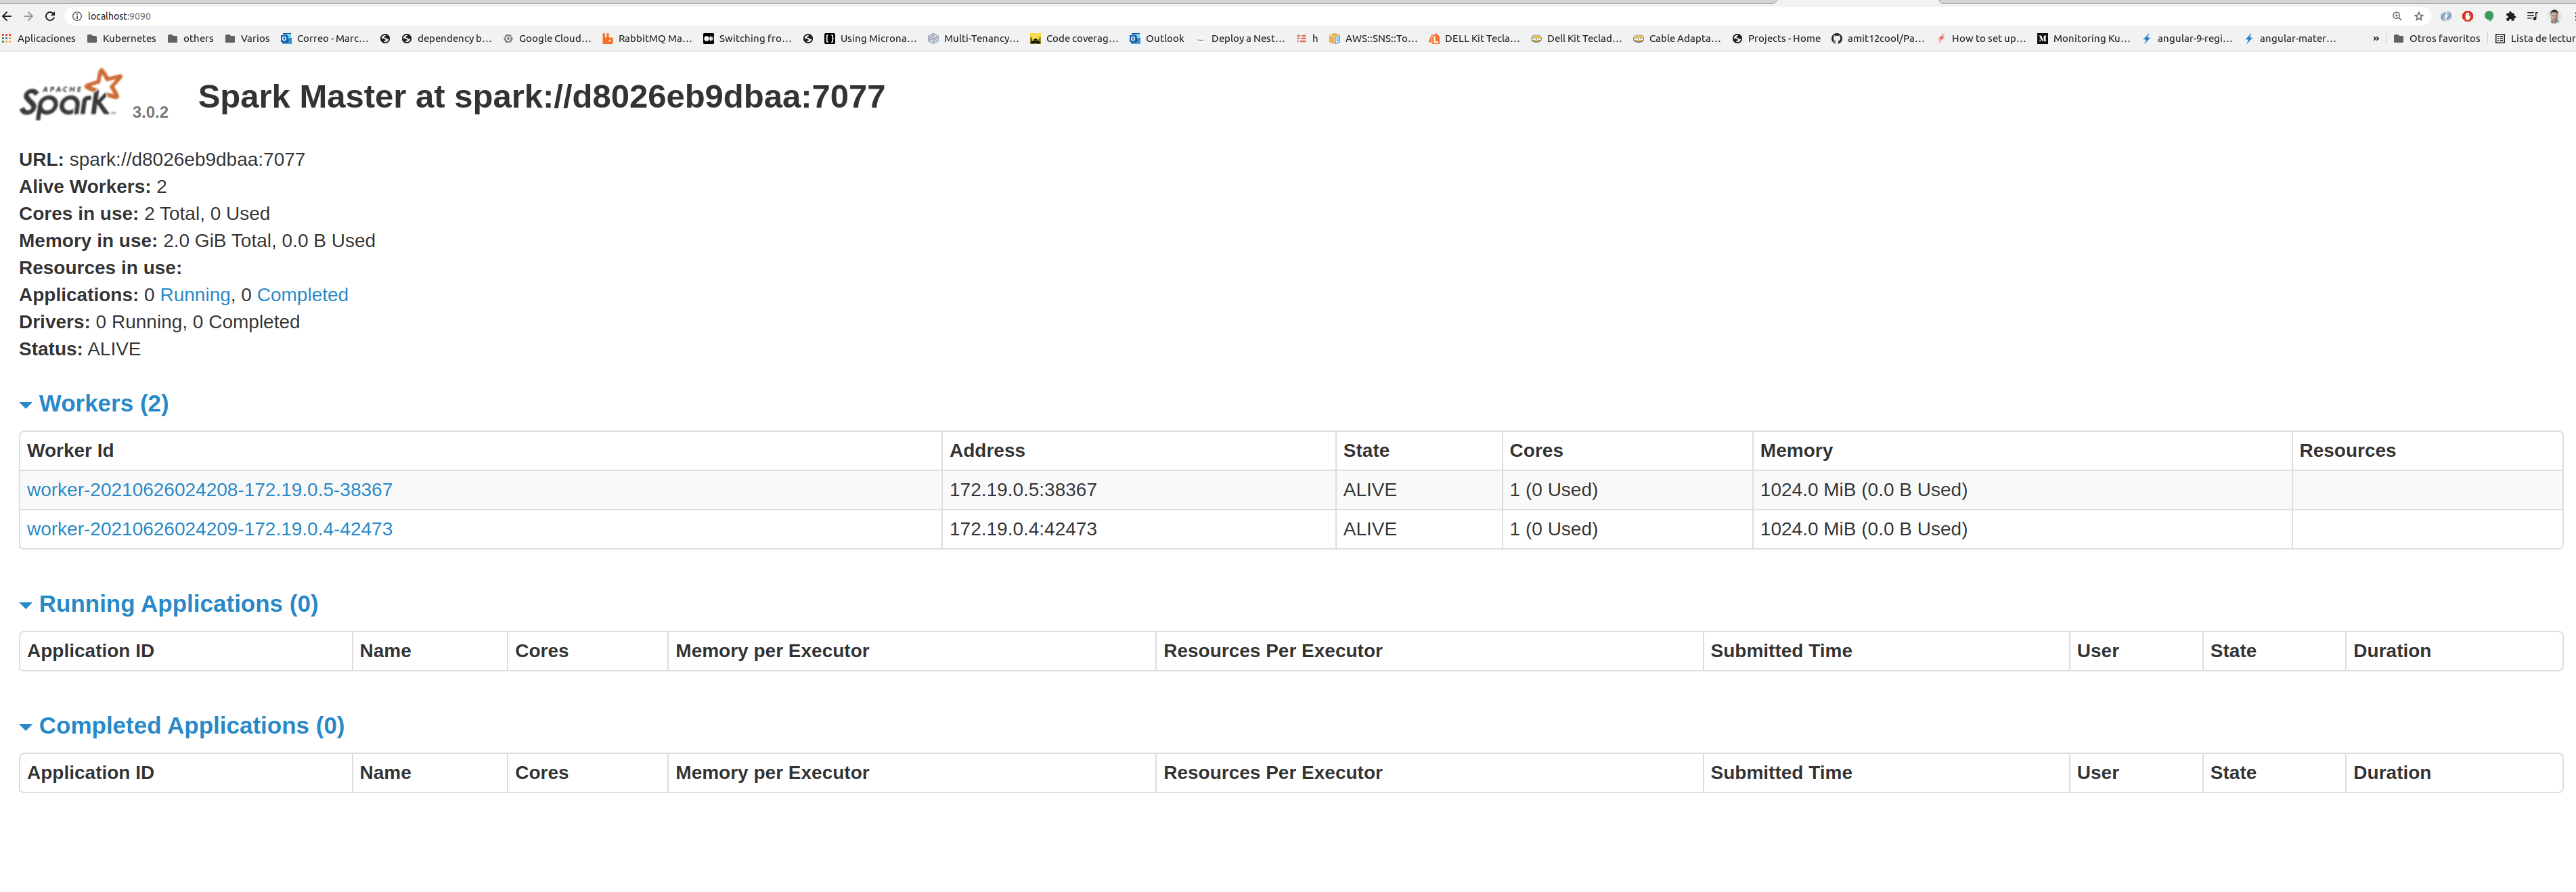 localhost:9090
Aplicaciones Kubernetes others Varios Correo - Marc... dependency b... Google Cloud... RabbitMQ Ma... Switching fro... Using Microna... Multi-Tenancy... Code coverag... Outlook Deploy a Nest... h AWS::SNS::To... DELL Kit Tecla... Dell Kit Teclad... Cable Adapta... Projects - Home amit12cool/Pa... How to set up... Monitoring Ku... angular-9-regi... angular-mater... » Otros favoritos Lista de lectur
APACHE Spark 3.0.2 Spark Master at spark://d8026eb9dbaa:7077
URL: spark://d8026eb9dbaa:7077
Alive Workers: 2
Cores in use: 2 Total, 0 Used
Memory in use: 2.0 GiB Total, 0.0 B Used
Resources in use:
Applications: 0 Running, 0 Completed
Drivers: 0 Running, 0 Completed
Status: ALIVE
Workers (2)
Worker Id Address State Cores Memory Resources
worker-20210626024208-172.19.0.5-38367 172.19.0.5:38367 ALIVE 1 (0 Used) 1024.0 MiB (0.0 B Used)
worker-20210626024209-172.19.0.4-42473 172.19.0.4:42473 ALIVE 1 (0 Used) 1024.0 MiB (0.0 B Used)
Running Applications (0)
Application ID Name Cores Memory per Executor Resources Per Executor Submitted Time User State Duration
Completed Applications (0)
Application ID Name Cores Memory per Executor Resources Per Executor Submitted Time User State Duration